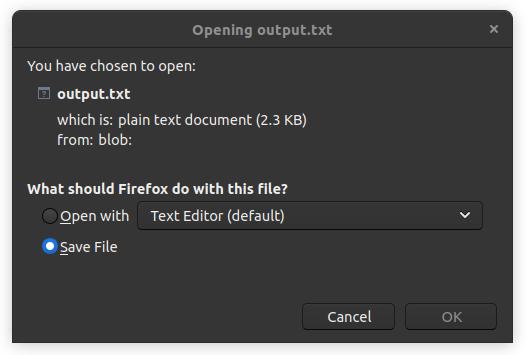 Opening output.txt ×
You have chosen to open:
output.txt
which is: plain text document (2.3 KB)
from: blob:
What should Firefox do with this file?
Open with Text Editor (default)
Save File
Cancel OK